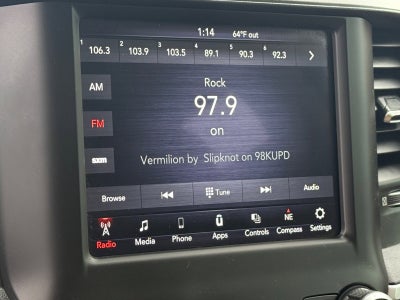 1:14 64°F out
1 106.3 2 103.9 3 103.5 4 89.1 5 90.3 6 92.3
AM
FM
SXM
Rock
97.9
on
Vermilion by Slipknot on 98KUPD
Browse Tune Audio
Radio Media Phone Apps Controls NE Compass Settings